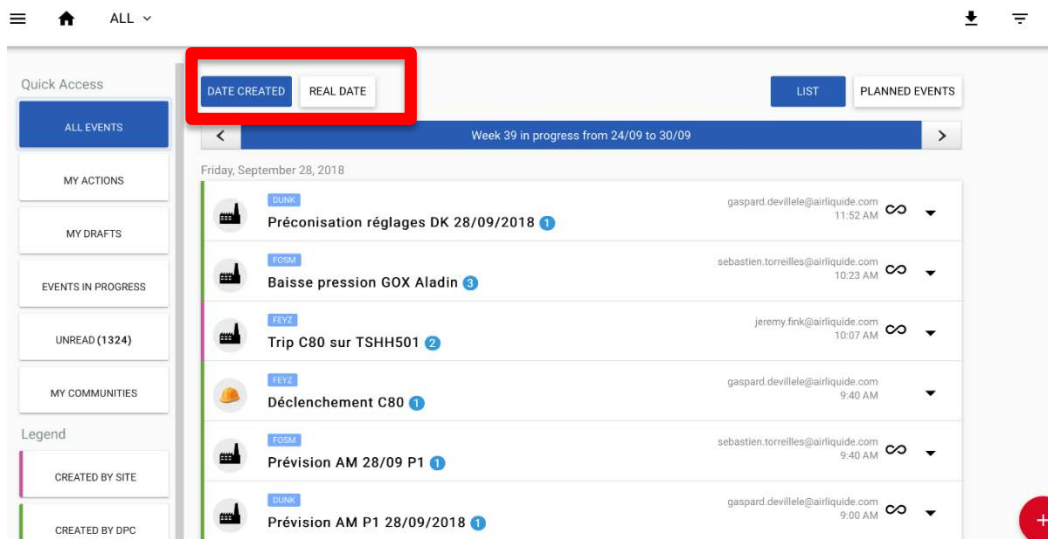 ALL
Quick Access
ALL EVENTS
MY ACTIONS
MY DRAFTS
EVENTS IN PROGRESS
UNREAD (1324)
MY COMMUNITIES
Legend
CREATED BY SITE
CREATED BY DPC
DATE CREATED REAL DATE LIST PLANNED EVENTS
Week 39 in progress from 24/09 to 30/09
Friday, September 28, 2018
DUNK
Préconisation réglages DK 28/09/2018 1
gaspard.devillele@airliquide.com
11:52 AM
FOSM
Baisse pression GOX Aladin 3
sebastien.torreilles@airliquide.com
10:23 AM
FEYZ
Trip C80 sur TSHH501 2
jeremy.fink@airliquide.com
10:07 AM
FEYZ
Déclenchement C80 1
gaspard.devillele@airliquide.com
9:40 AM
FOSM
Prévision AM 28/09 P1 1
sebastien.torreilles@airliquide.com
9:40 AM
DUNK
Prévision AM P1 28/09/2018 1
gaspard.devillele@airliquide.com
9:00 AM